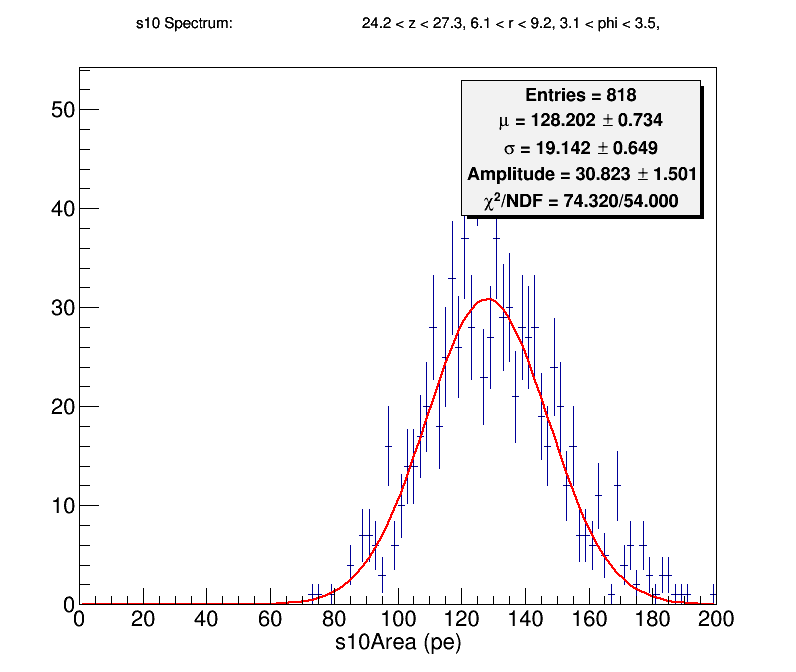 s10 Spectrum: 24.2 < z < 27.3, 6.1 < r < 9.2, 3.1 < phi < 3.5,
Entries = 818
μ = 128.202 ± 0.734
σ = 19.142 ± 0.649
Amplitude = 30.823 ± 1.501
χ²/NDF = 74.320/54.000
50
40
30
20
10
0
0 20 40 60 80 100 120 140 160 180 200
s10Area (pe)